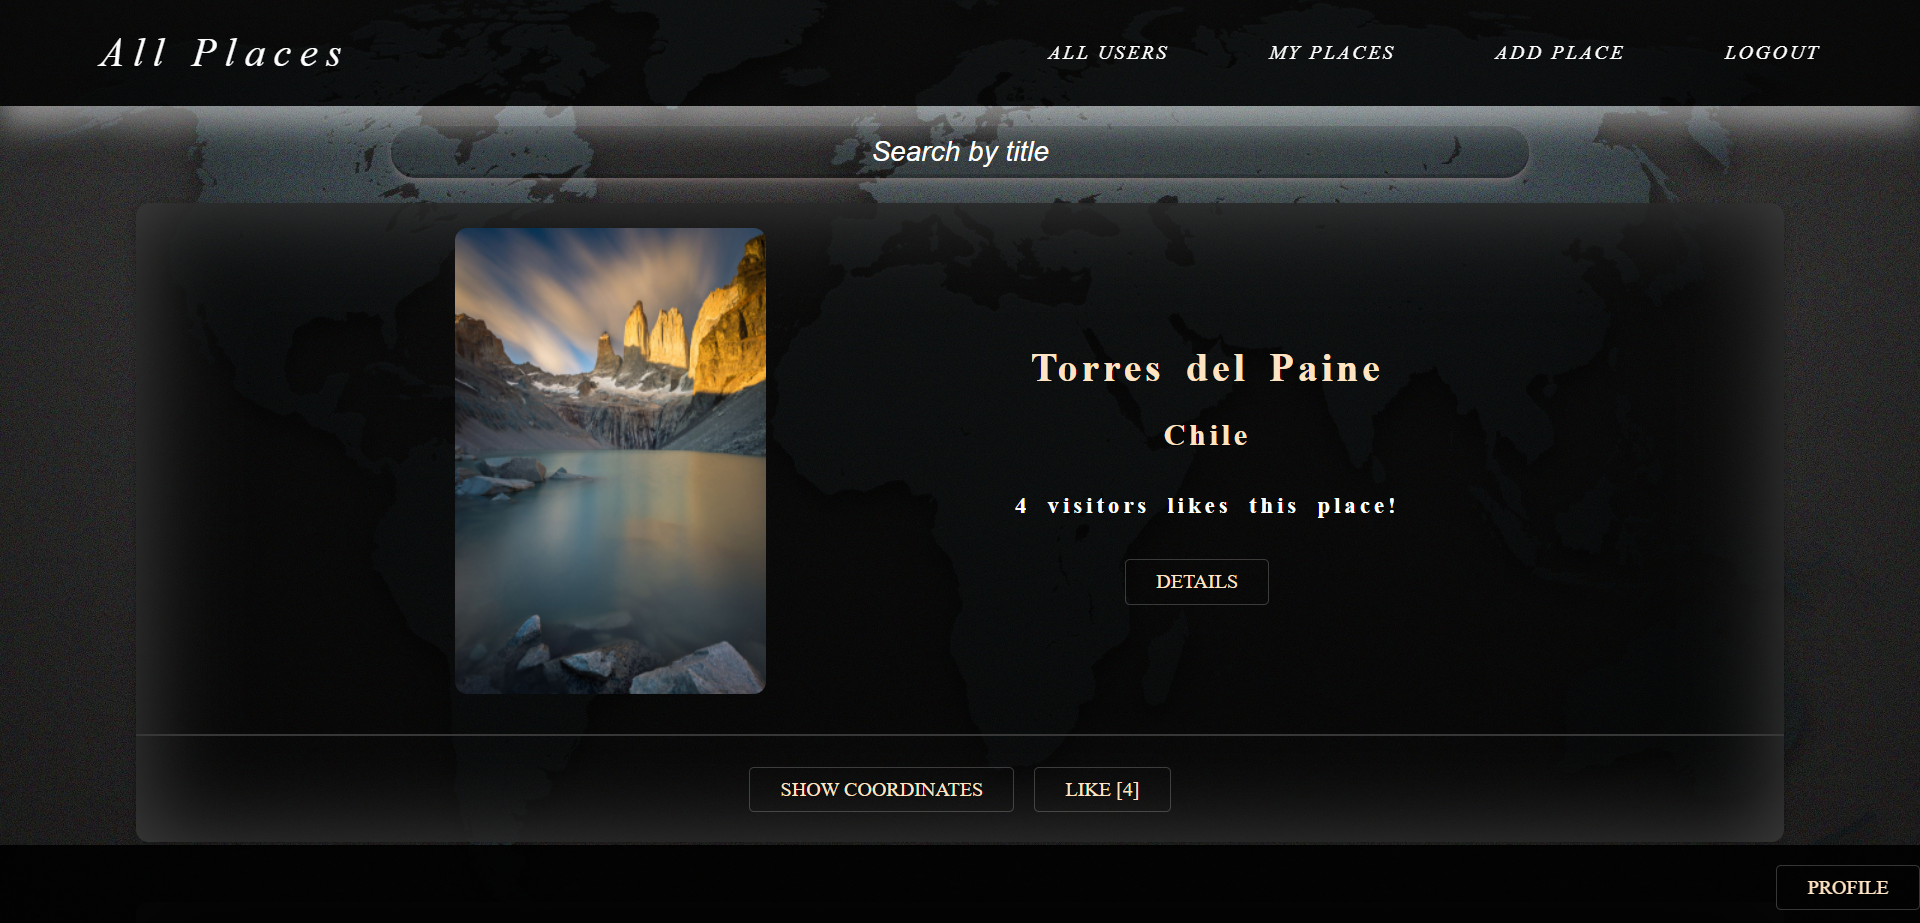 All Places
ALL USERS
MY PLACES
ADD PLACE
LOGOUT
Search by title
Torres del Paine
Chile
4 visitors likes this place!
DETAILS
SHOW COORDINATES
LIKE [4]
PROFILE